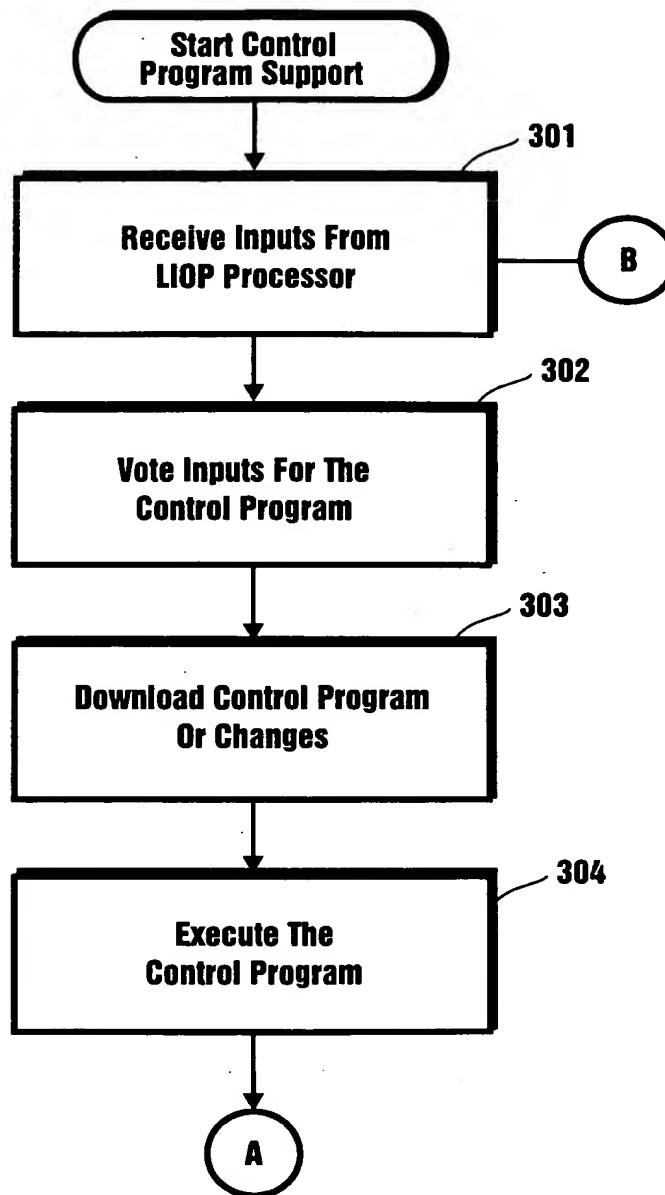 Start Control
Program Support
301
Receive Inputs From
LIOP Processor
B
302
Vote Inputs For The
Control Program
303
Download Control Program
Or Changes
304
Execute The
Control Program
A